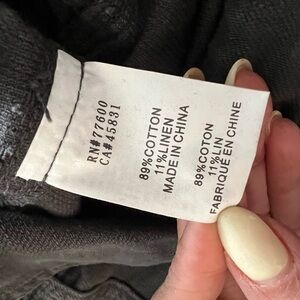 RN#77600
CA#45831
89%COTTON
11%LINEN
MADE IN CHINA
89%COTON
11%LIN
FABRIQUÉ EN CHINE